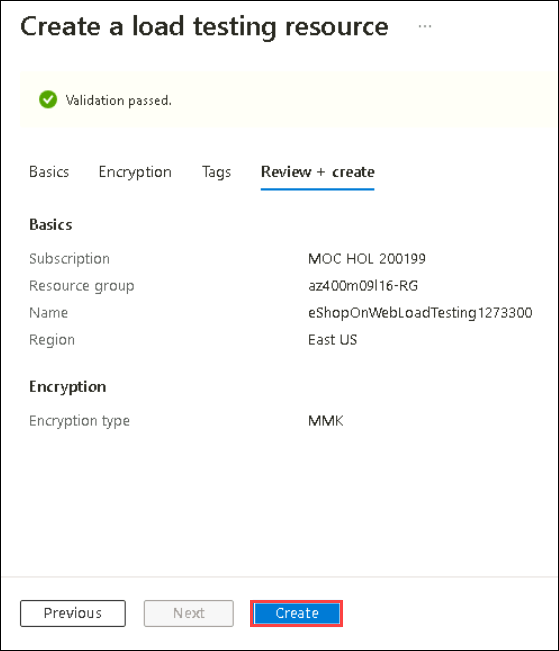 Create a load testing resource ...
Validation passed.
Basics Encryption Tags Review + create
Basics
Subscription MOC HOL 200199
Resource group az400m09l16-RG
Name eShopOnWebLoadTesting1273300
Region East US
Encryption
Encryption type MMK
Previous Next Create